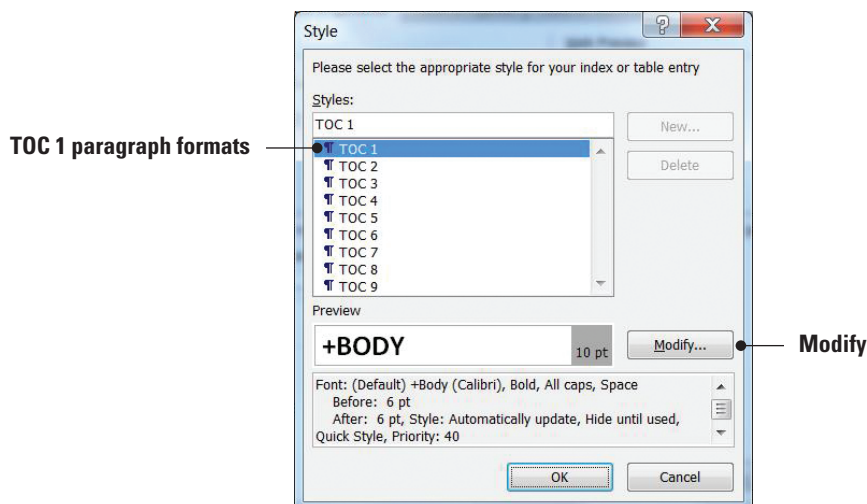 Style
Please select the appropriate style for your index or table entry
Styles:
TOC 1
New...
TOC 1 paragraph formats
TOC 1
TOC 2
Delete
TOC 3
TOC 4
TOC 5
TOC 6
TOC 7
TOC 8
TOC 9
Preview
+BODY
10 pt
Modify...
Modify
Font: (Default) +Body (Calibri), Bold, All caps, Space
Before: 6 pt
After: 6 pt, Style: Automatically update, Hide until used,
Quick Style, Priority: 40
OK
Cancel